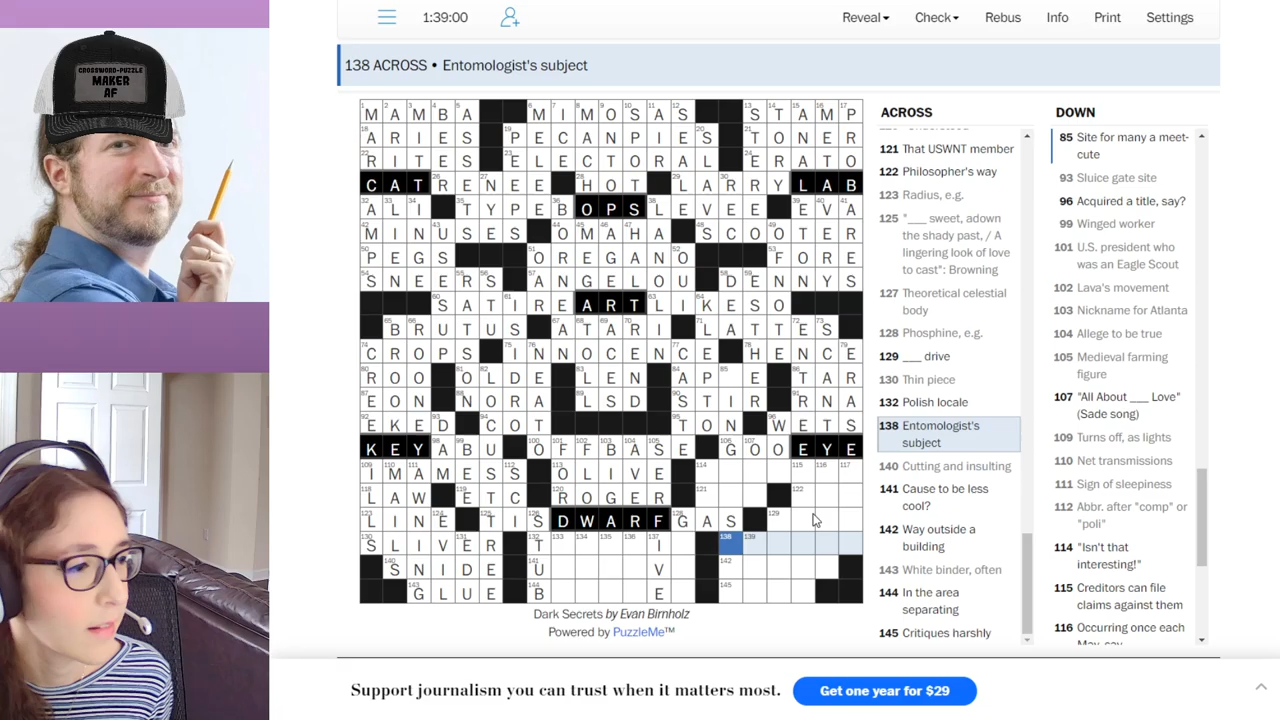 1:39:00 Reveal Check Rebus Info Print Settings
138 ACROSS • Entomologist's subject
CROSSWORD-PUZZLE
MAKER
AF
M A M B A M I M O S A S S T A M P
A R I E S P E C A N P I E S T O N E R
R I T E S E L E C T O R A L E R A T O
C A T R E N E E H O T L A R R Y L A B
A L I T Y P E B O P S L E V E E E V A
M I N U S E S O M A H A S C O O T E R
P E G S O R E G A N O F O R E
S N E E R S A N G E L O U D E N N Y S
S A T I R E A R T L I K E S O
B R U T U S A T A R I L A T T E S
C R O P S I N N O C E N C E H E N C E
R O O O L D E L E N A P E T A R
E O N N O R A L S D S T I R R N A
E K E D C O T T O N W E T S
K E Y A B U O F F B A S E G O O E Y E
I M A M E S S O L I V E
L A W E T C R O G E R
L I N E T I S D W A R F G A S
S L I V E R T I
S N I D E U V
G L U E B E
Dark Secrets by Evan Birnholz
Powered by PuzzleMe™
ACROSS
121 That USWNT member
122 Philosopher's way
123 Radius, e.g.
125 "___ sweet, adown
the shady past, / A
lingering look of love
to cast": Browning
127 Theoretical celestial
body
128 Phosphine, e.g.
129 ___ drive
130 Thin piece
132 Polish locale
138 Entomologist's
subject
140 Cutting and insulting
141 Cause to be less
cool?
142 Way outside a
building
143 White binder, often
144 In the area
separating
145 Critiques harshly
DOWN
85 Site for many a meet-
cute
93 Sluice gate site
96 Acquired a title, say?
99 Winged worker
101 U.S. president who
was an Eagle Scout
102 Lava's movement
103 Nickname for Atlanta
104 Allege to be true
105 Medieval farming
figure
107 "All About ___ Love"
(Sade song)
109 Turns off, as lights
110 Net transmissions
111 Sign of sleepiness
112 Abbr. after "comp" or
"poli"
114 "Isn't that
interesting!"
115 Creditors can file
claims against them
116 Occurring once each
May, say
Support journalism you can trust when it matters most. Get one year for $29